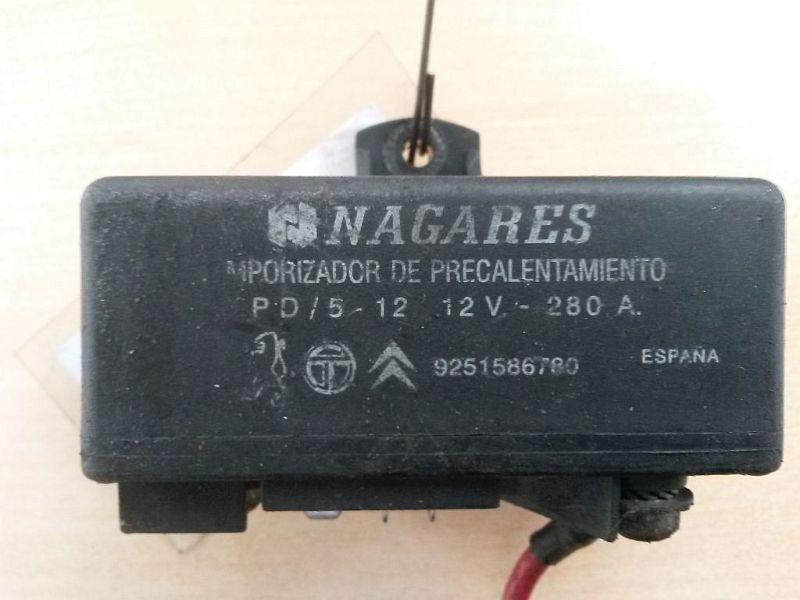 NAGARES
MPORIZADOR DE PRECALENTAMIENTO
PD/5-12 12V.-280 A.
9251586780 ESPAÑA